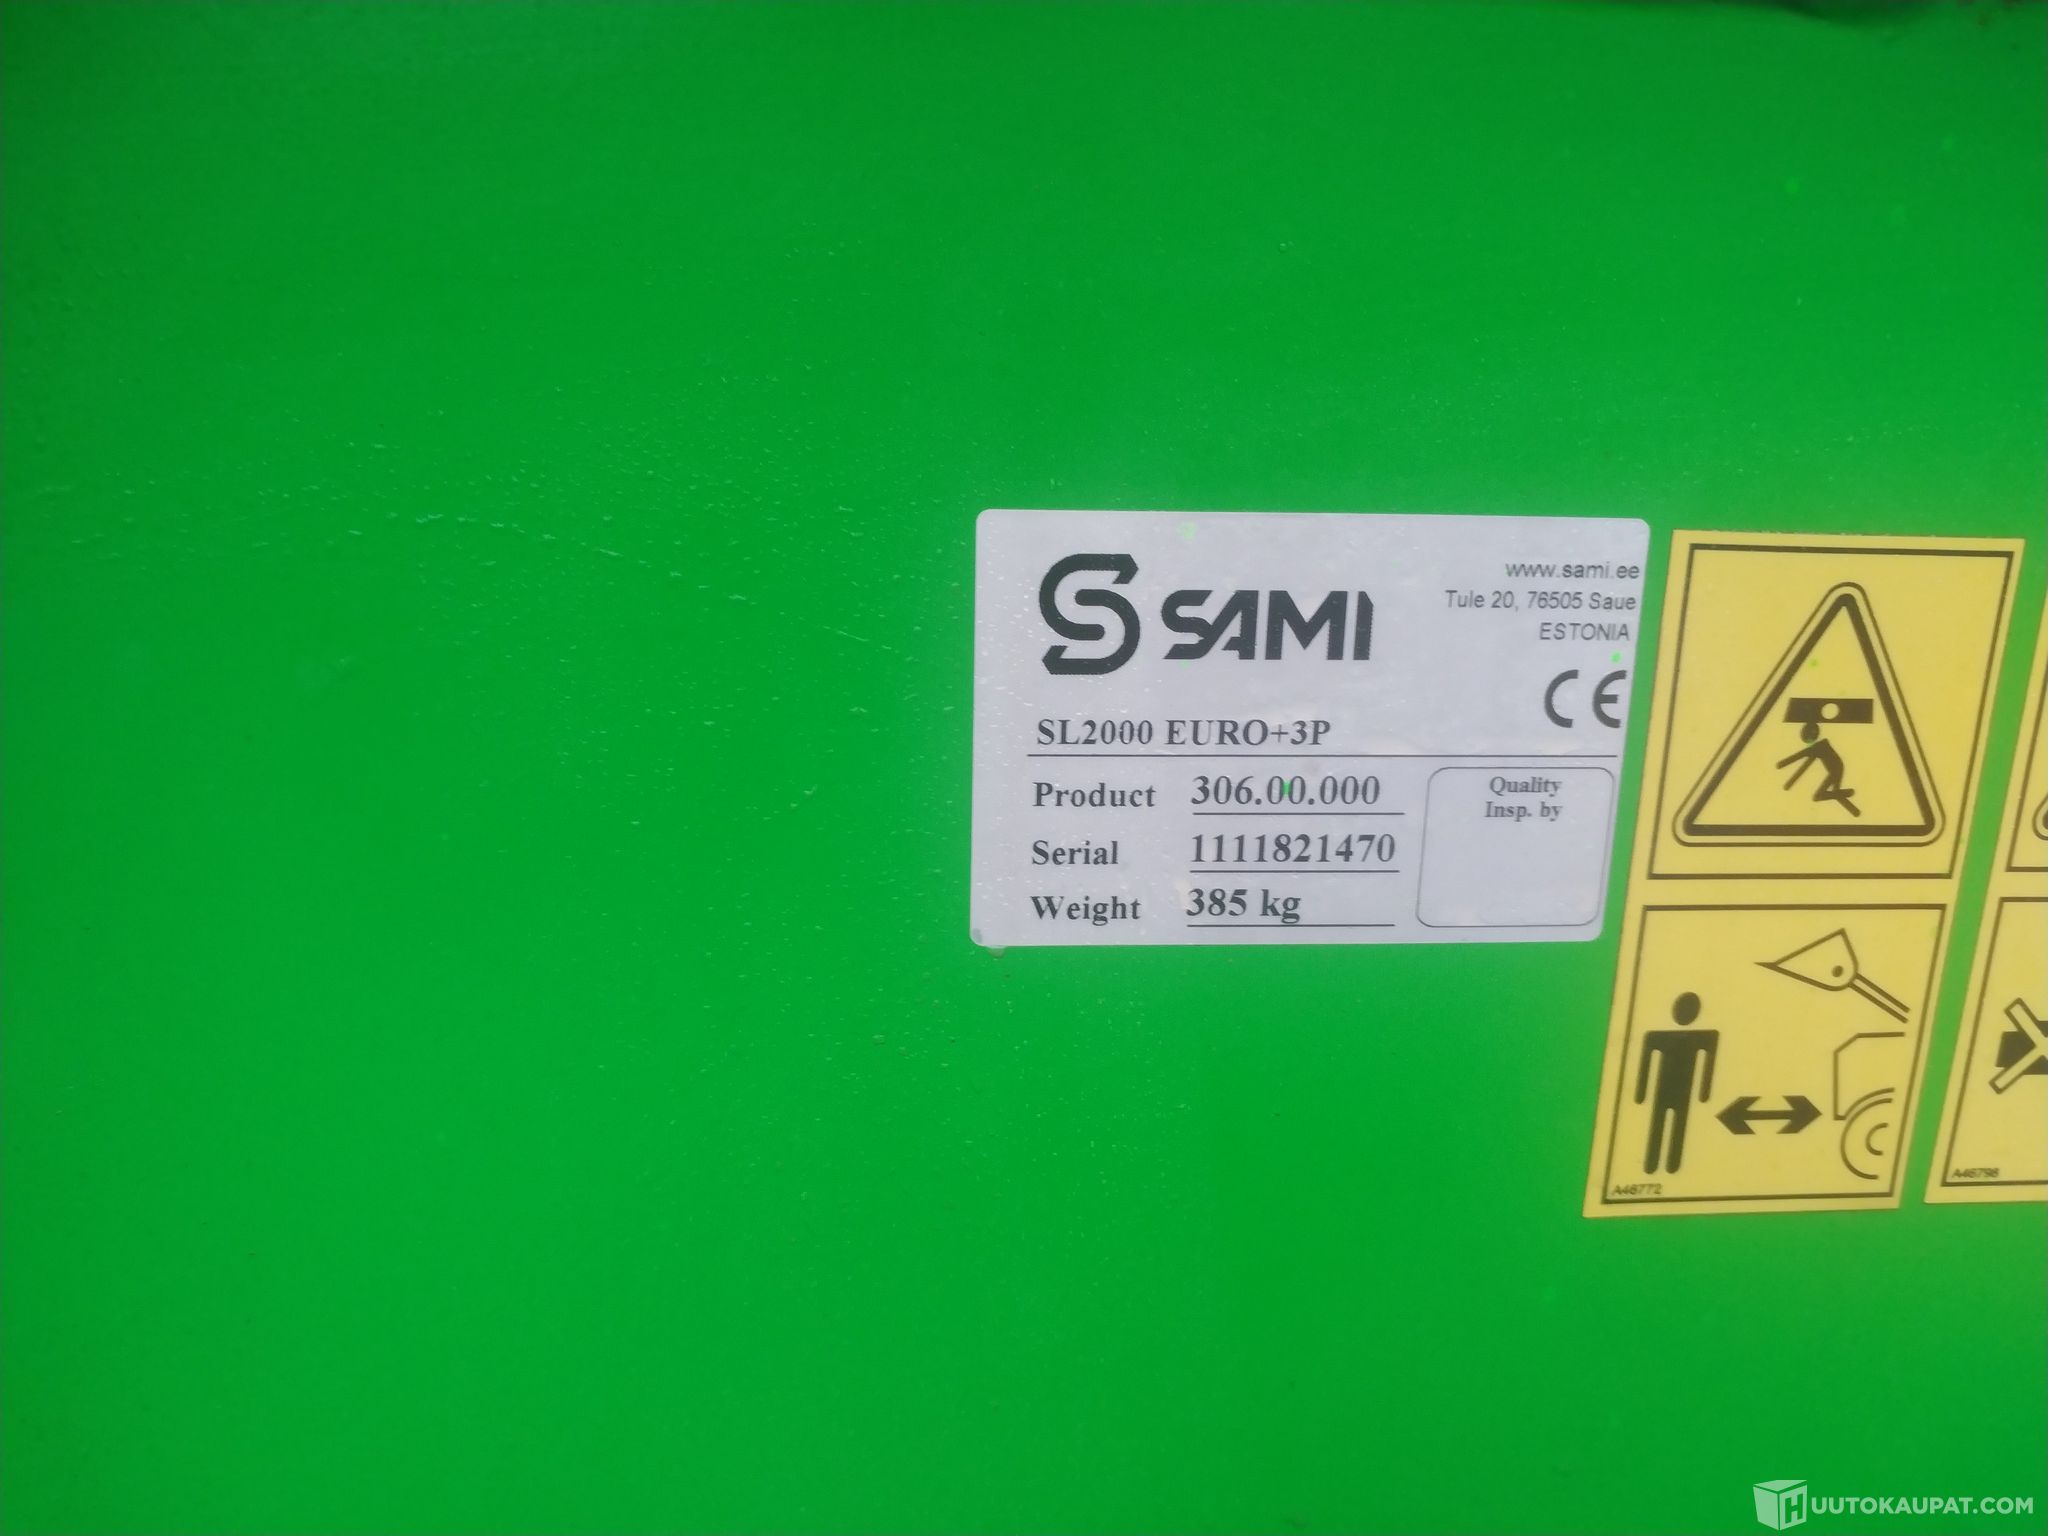 SAMI
www.sami.ee
Tule 20, 76505 Saue
ESTONIA
CE
SL2000 EURO+3P
Product 306.00.000
Serial 1111821470
Weight 385 kg
Quality
Insp. by
A46772
A46798
HUUTOKAUPAT.COM